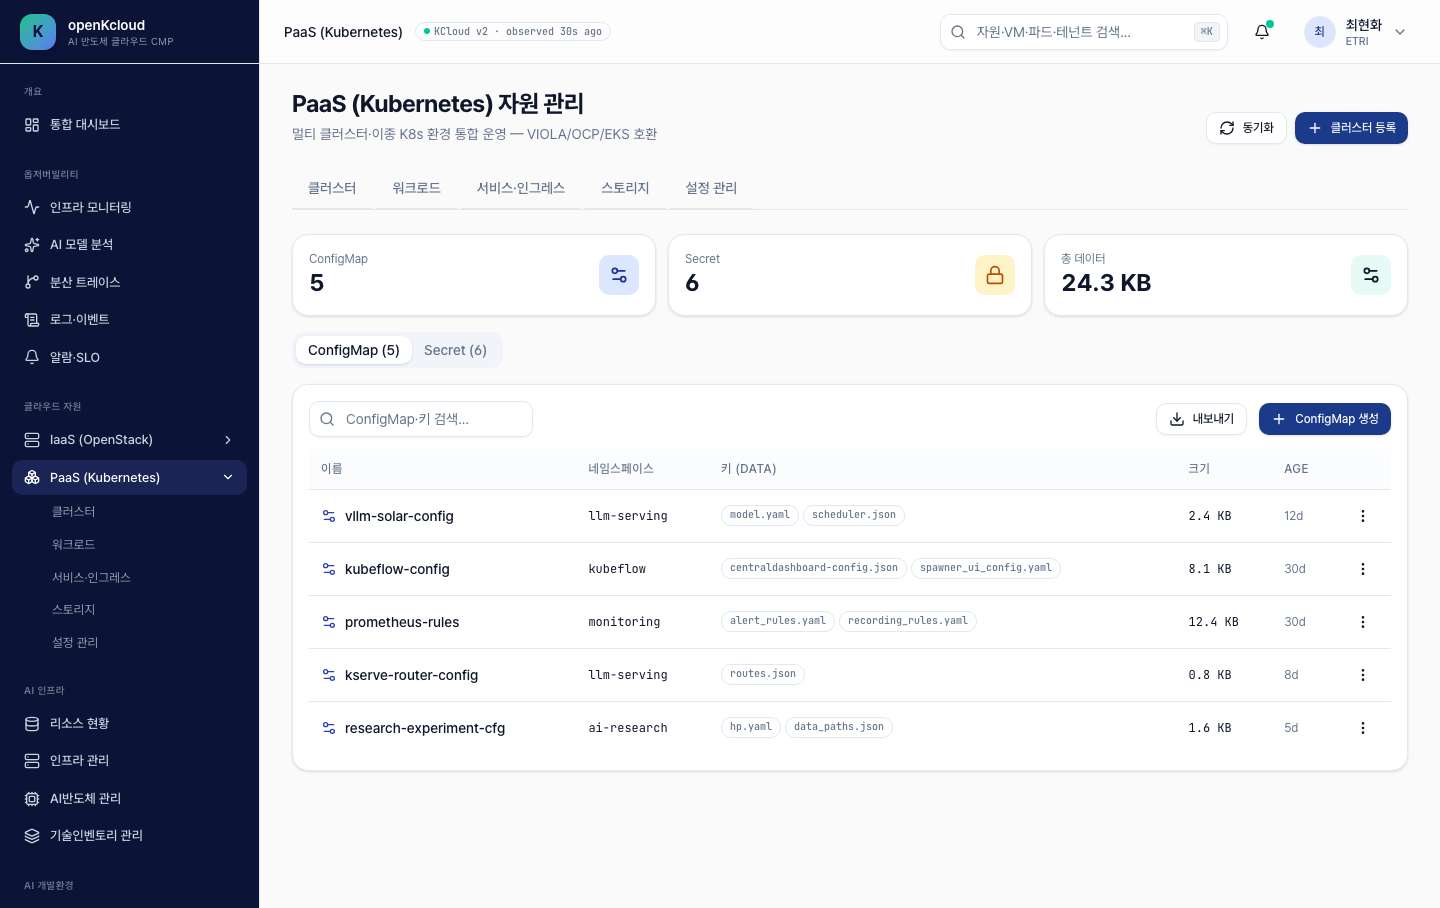 K
openKcloud
AI 반도체 클라우드 CMP
개요
통합 대시보드
옵저버빌리티
인프라 모니터링
AI 모델 분석
분산 트레이스
로그·이벤트
알람·SLO
클라우드 자원
IaaS (OpenStack)
PaaS (Kubernetes)
클러스터
워크로드
서비스·인그레스
스토리지
설정 관리
AI 인프라
리소스 현황
인프라 관리
AI반도체 관리
기술인벤토리 관리
AI 개발환경
PaaS (Kubernetes)
KCloud v2 · observed 30s ago
자원·VM·파드·테넌트 검색...
⌘K
최
최현화
ETRI
PaaS (Kubernetes) 자원 관리
멀티 클러스터·이종 K8s 환경 통합 운영 — VIOLA/OCP/EKS 호환
동기화
클러스터 등록
클러스터 워크로드 서비스·인그레스 스토리지 설정 관리
ConfigMap
5
Secret
6
총 데이터
24.3 KB
ConfigMap (5) Secret (6)
ConfigMap·키 검색...
내보내기
ConfigMap 생성
이름 네임스페이스 키 (DATA) 크기 AGE
vllm-solar-config llm-serving model.yaml scheduler.json 2.4 KB 12d
kubeflow-config kubeflow centraldashboard-config.json spawner_ui_config.yaml 8.1 KB 30d
prometheus-rules monitoring alert_rules.yaml recording_rules.yaml 12.4 KB 30d
kserve-router-config llm-serving routes.json 0.8 KB 8d
research-experiment-cfg ai-research hp.yaml data_paths.json 1.6 KB 5d